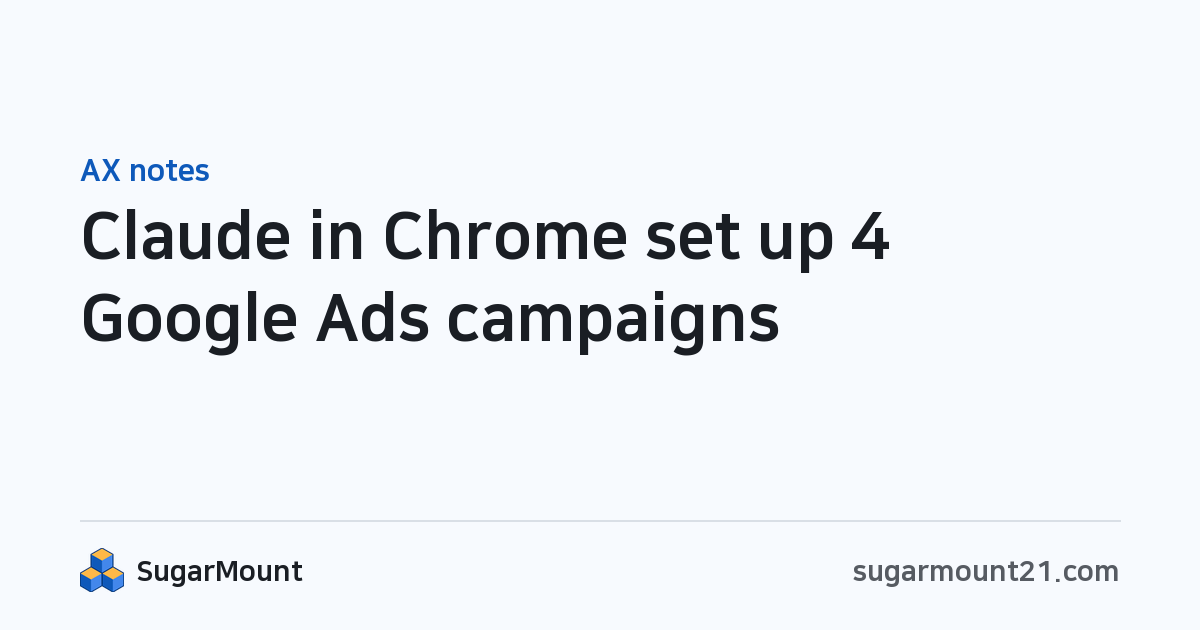 AX notes
Claude in Chrome set up 4
Google Ads campaigns
SugarMount
sugarmount21.com